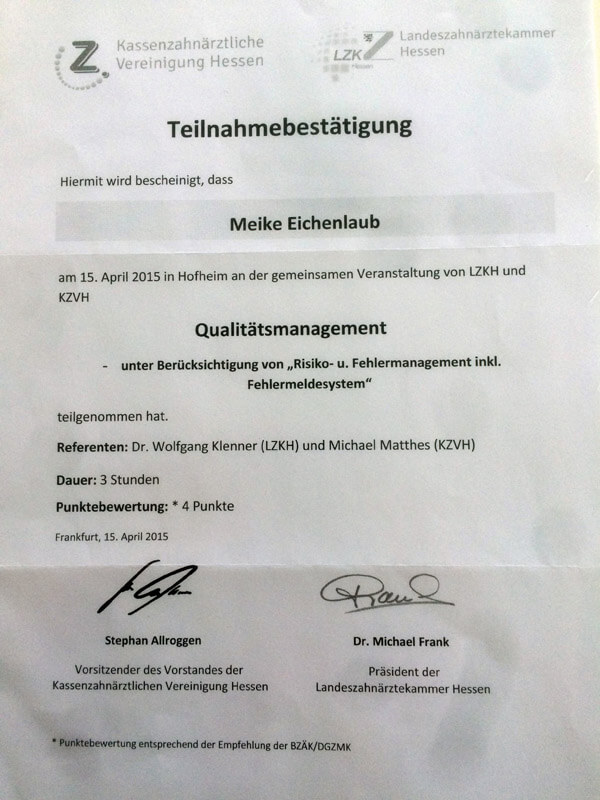 Kassenzahnärztliche
Vereinigung Hessen
LZK
Hessen
Landeszahnärztekammer
Hessen
Teilnahmebestätigung
Hiermit wird bescheinigt, dass
Meike Eichenlaub
am 15. April 2015 in Hofheim an der gemeinsamen Veranstaltung von LZKH und
KZVH
Qualitätsmanagement
- unter Berücksichtigung von „Risiko- u. Fehlermanagement inkl.
Fehlermeldesystem“
teilgenommen hat.
Referenten: Dr. Wolfgang Klenner (LZKH) und Michael Matthes (KZVH)
Dauer: 3 Stunden
Punktebewertung: * 4 Punkte
Frankfurt, 15. April 2015
Stephan Allroggen
Vorsitzender des Vorstandes der
Kassenzahnärztlichen Vereinigung Hessen
Dr. Michael Frank
Präsident der
Landeszahnärztekammer Hessen
* Punktebewertung entsprechend der Empfehlung der BZÄK/DGZMK